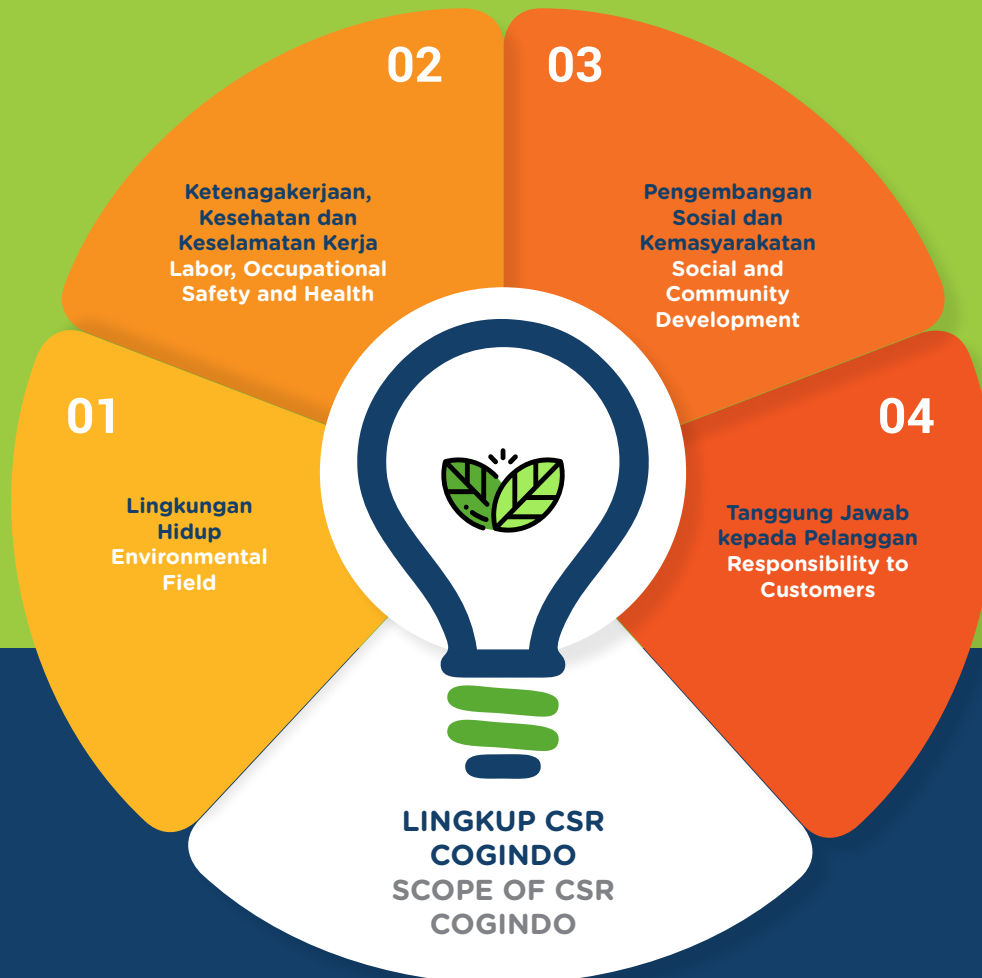 01
Lingkungan
Hidup
Environmental
Field
02
Ketenagakerjaan,
Kesehatan dan
Keselamatan Kerja
Labor, Occupational
Safety and Health
03
Pengembangan
Sosial dan
Kemasyarakatan
Social and
Community
Development
04
Tanggung Jawab
kepada Pelanggan
Responsibility to
Customers
LINGKUP CSR
COGINDO
SCOPE OF CSR
COGINDO